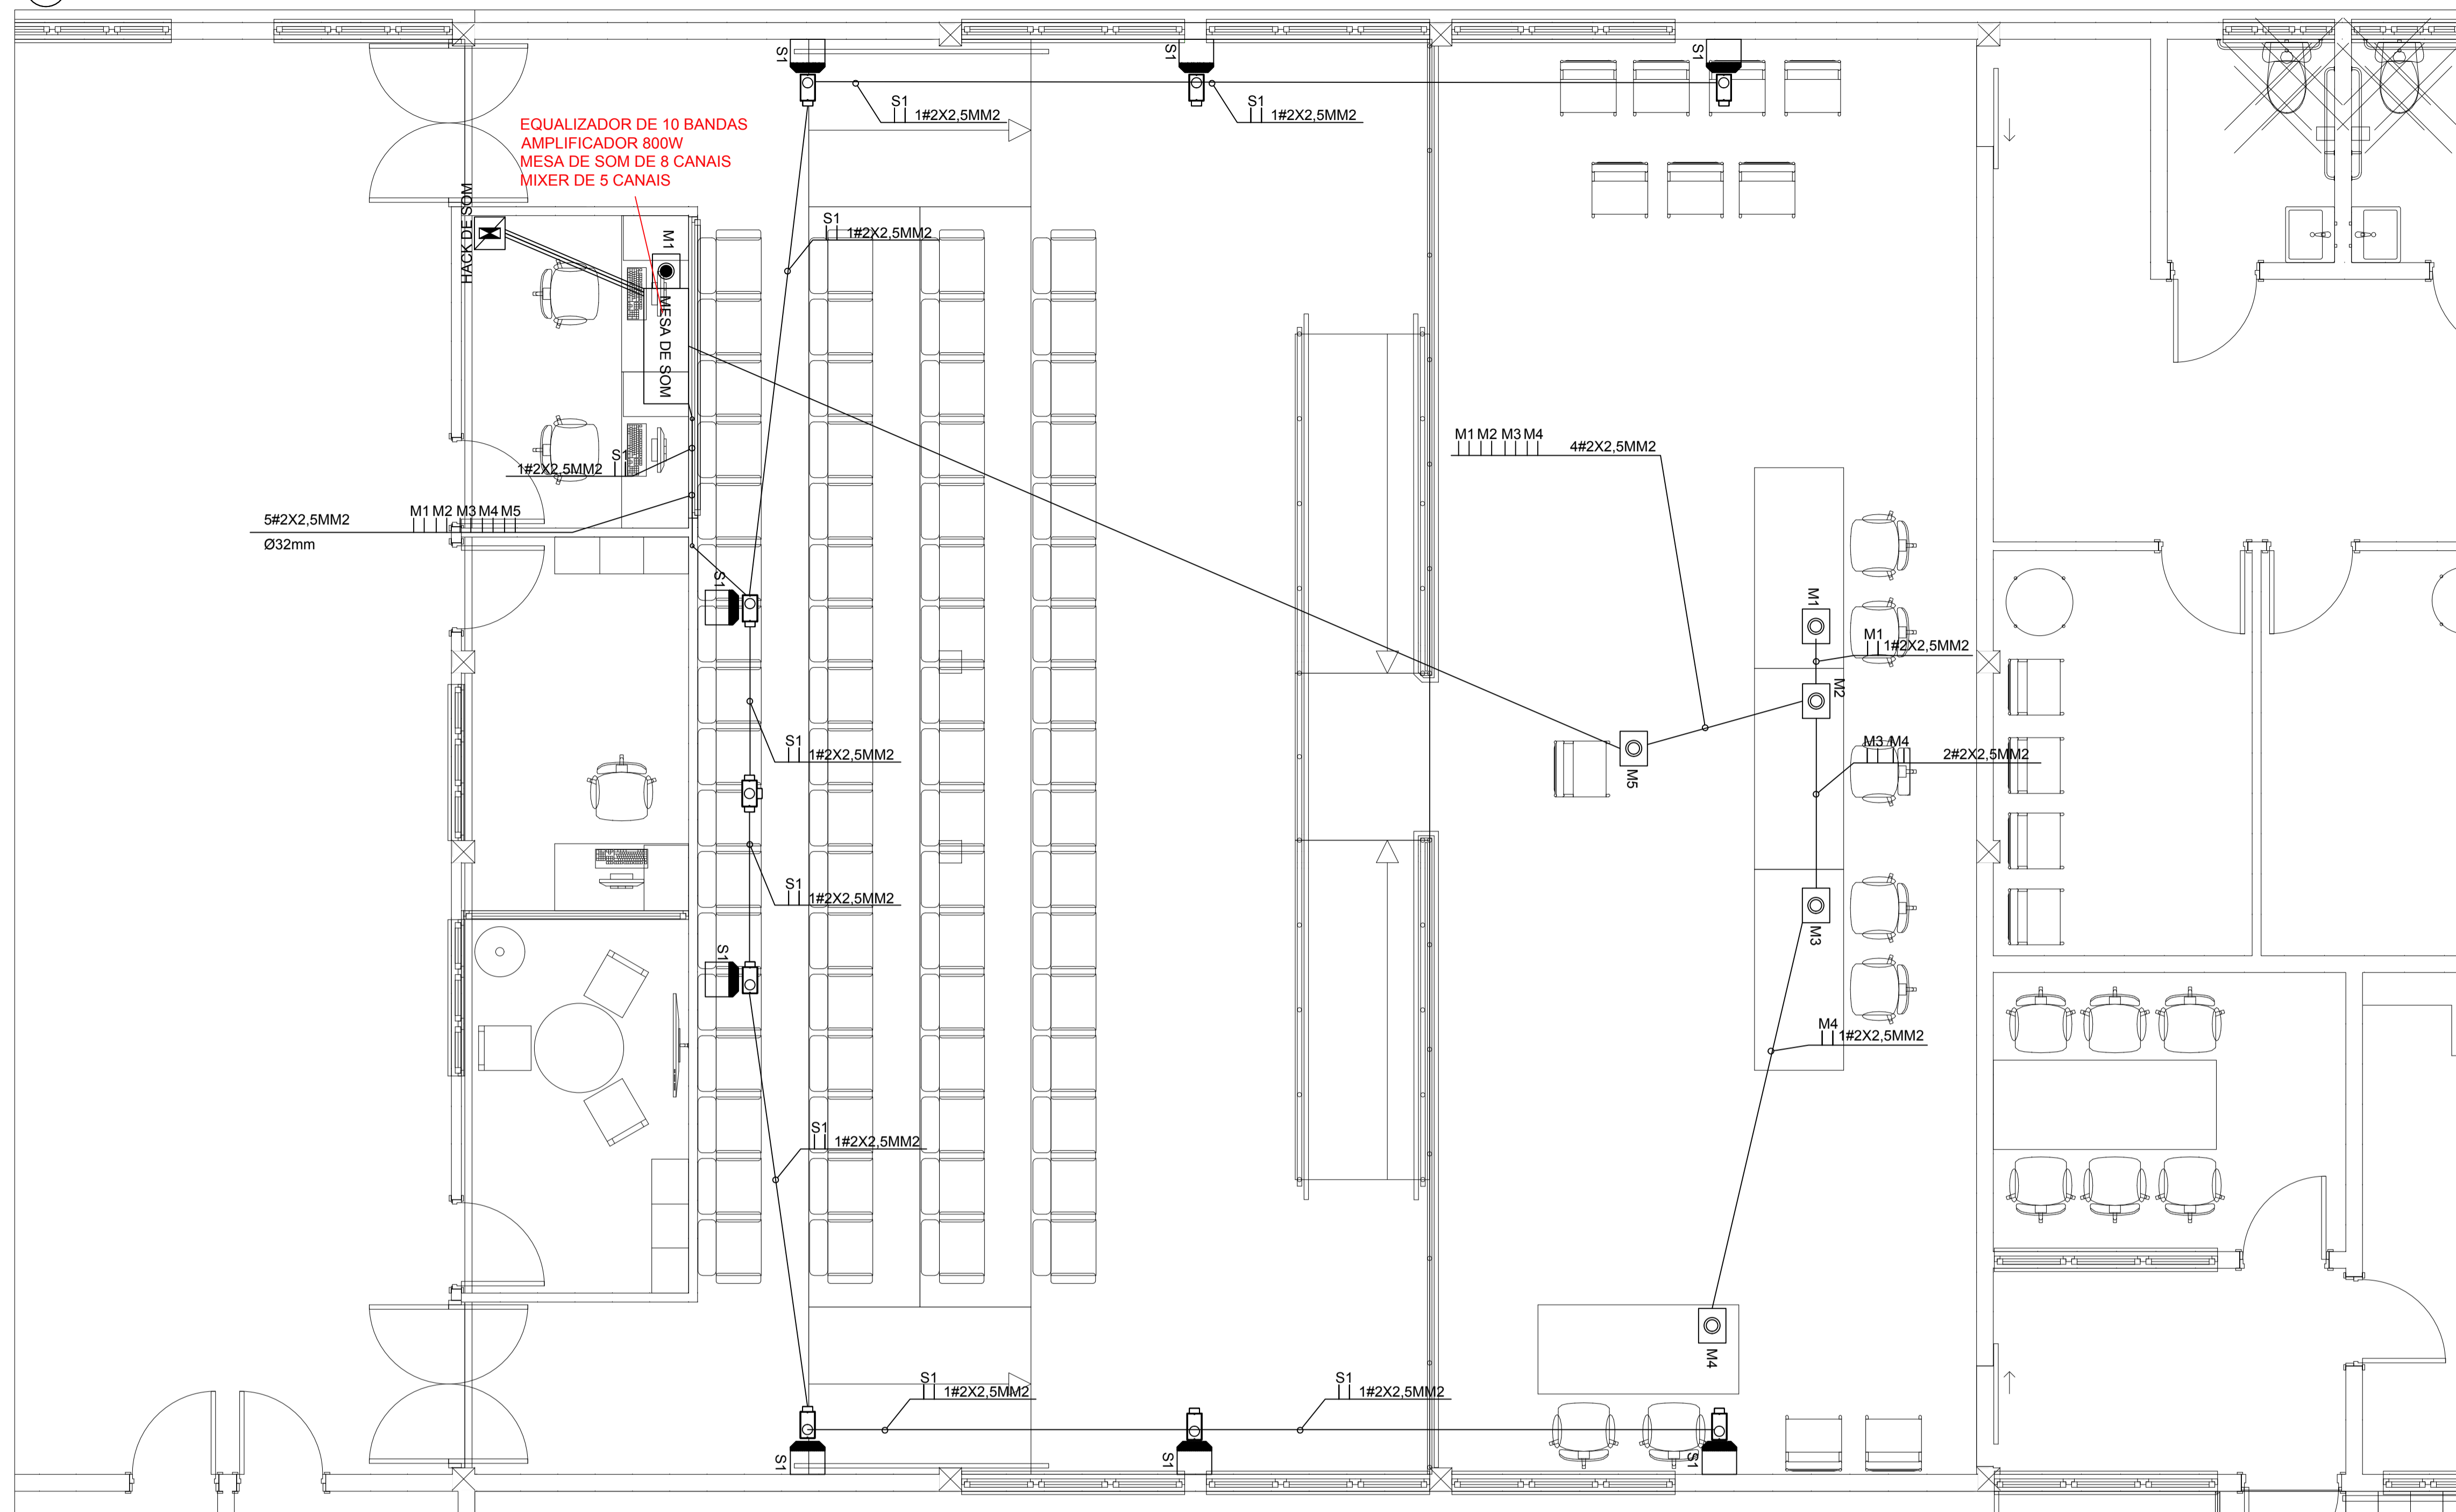 S1
S1
S1
S1
1#2X2,5MM2
S1
1#2X2,5MM2
EQUALIZADOR DE 10 BANDAS
AMPLIFICADOR 800W
MESA DE SOM DE 8 CANAIS
MIXER DE 5 CANAIS
HACK DE SOM
M1
MESA DE SOM
S1
1#2X2,5MM2
S1
1#2X2,5MM2
M1 M2 M3 M4 M5
5#2X2,5MM2
Ø32mm
M1 M2 M3 M4
4#2X2,5MM2
S1
M1
M1
1#2X2,5MM2
M2
S1
1#2X2,5MM2
M5
M3 M4
2#2X2,5MM2
S1
1#2X2,5MM2
S1
M3
M4
1#2X2,5MM2
S1
1#2X2,5MM2
M4
S1
1#2X2,5MM2
S1
1#2X2,5MM2
S1
S1
S1